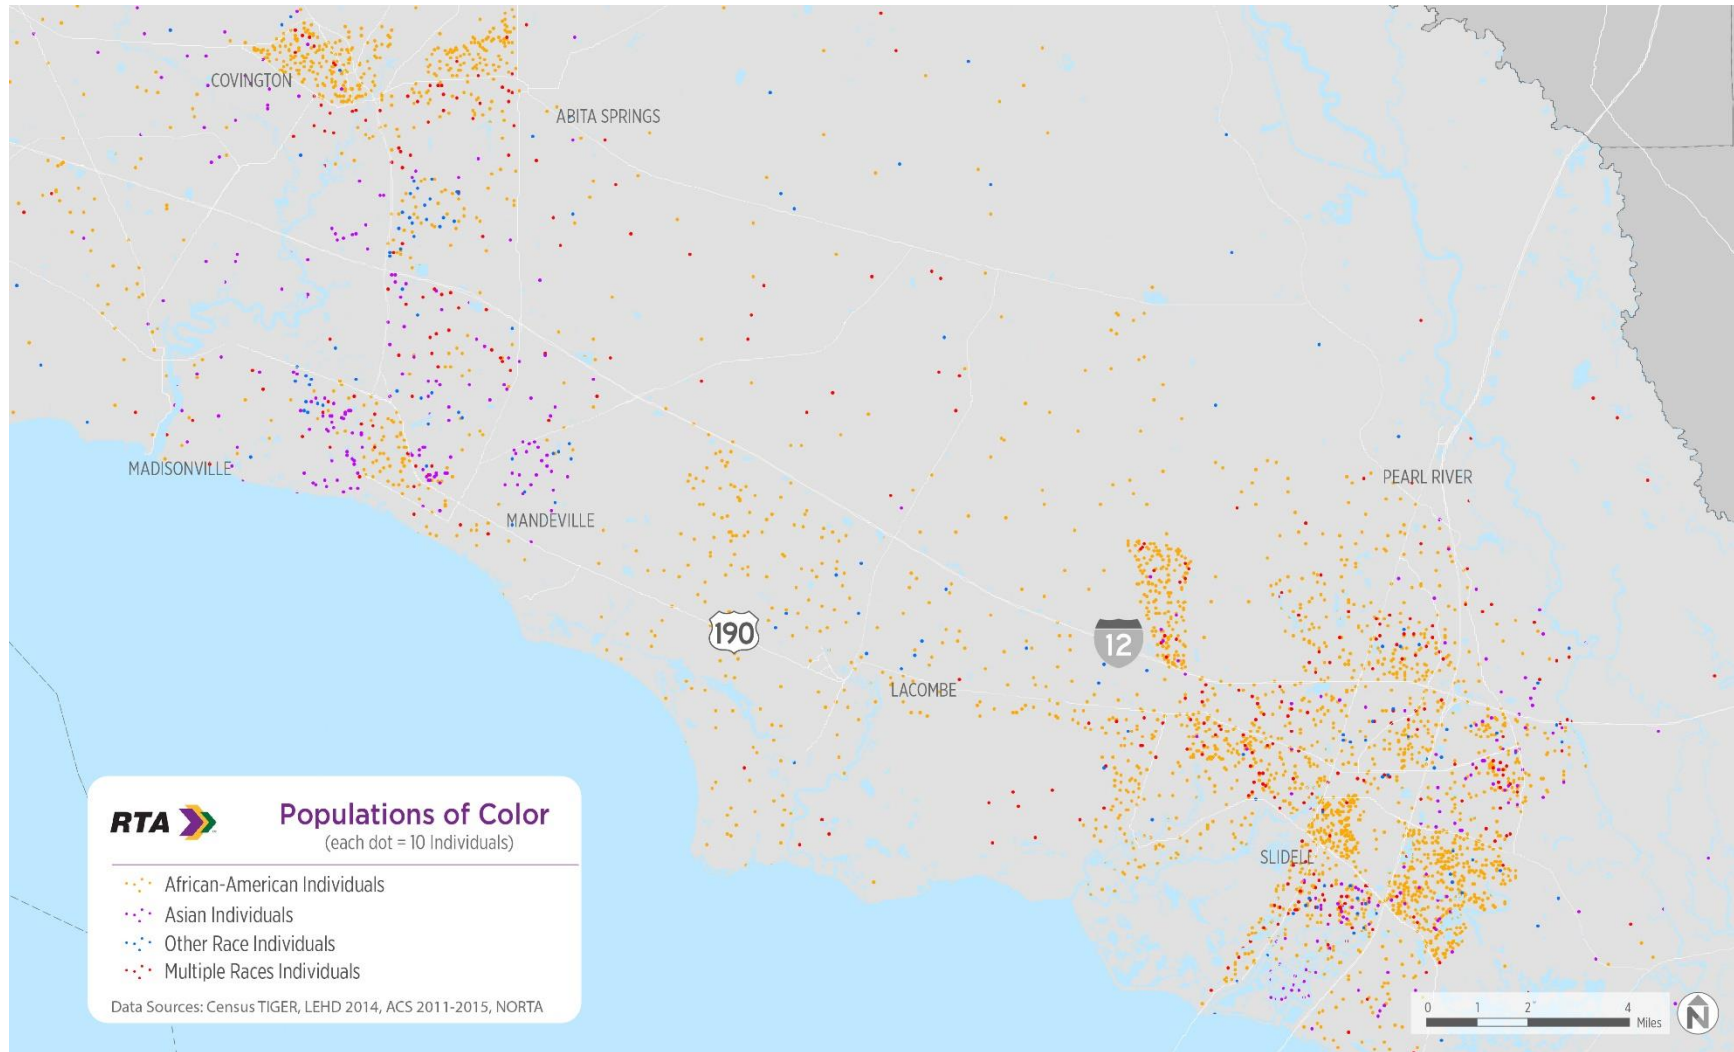 COVINGTON
ABITA SPRINGS
MADISONVILLE
PEARL RIVER
MANDEVILLE
190
12
LACOMBE
SLIDELL
RTA
Populations of Color
(each dot = 10 Individuals)
African-American Individuals
Asian Individuals
Other Race Individuals
Multiple Races Individuals
Data Sources: Census TIGER, LEHD 2014, ACS 2011-2015, NORTA
0 1 2 4
Miles
N